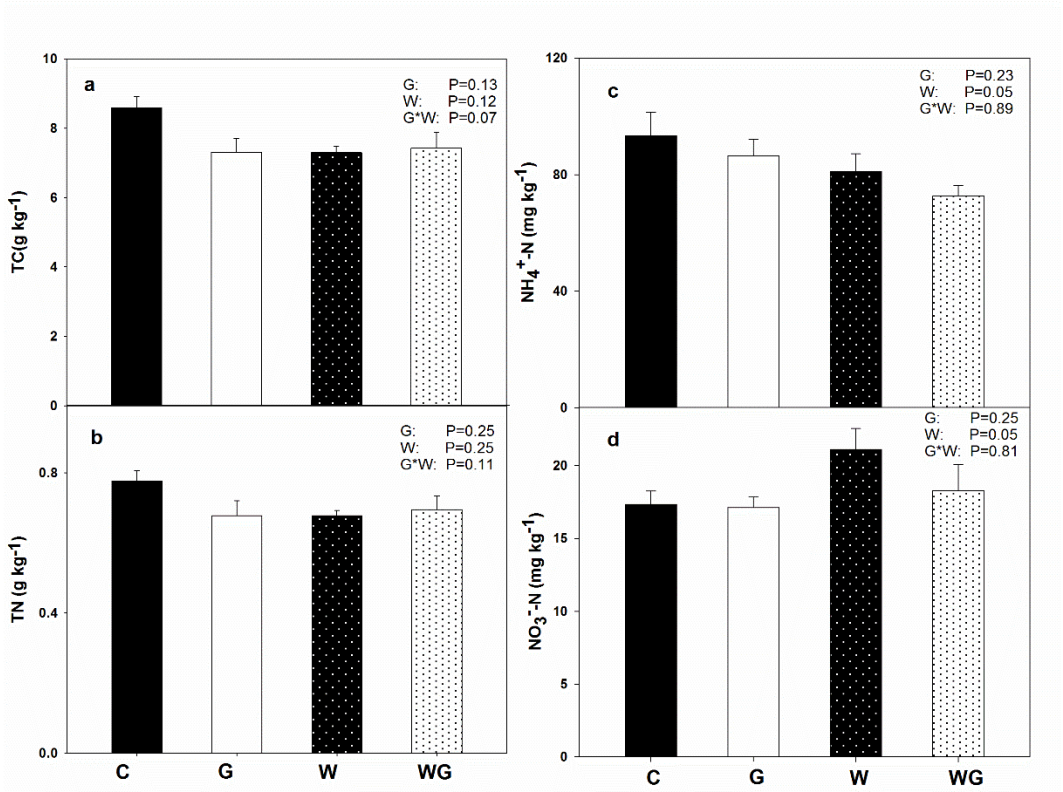 a
G: P=0.13
W: P=0.12
G*W: P=0.07
TC(g kg-1)
10
8
6
4
2
0
b
G: P=0.25
W: P=0.25
G*W: P=0.11
TN (g kg-1)
0.8
0.4
0.0
C G W WG
c
G: P=0.23
W: P=0.05
G*W: P=0.89
NH4+-N (mg kg-1)
120
80
40
0
d
G: P=0.25
W: P=0.05
G*W: P=0.81
NO3--N (mg kg-1)
20
15
10
5
0
C G W WG